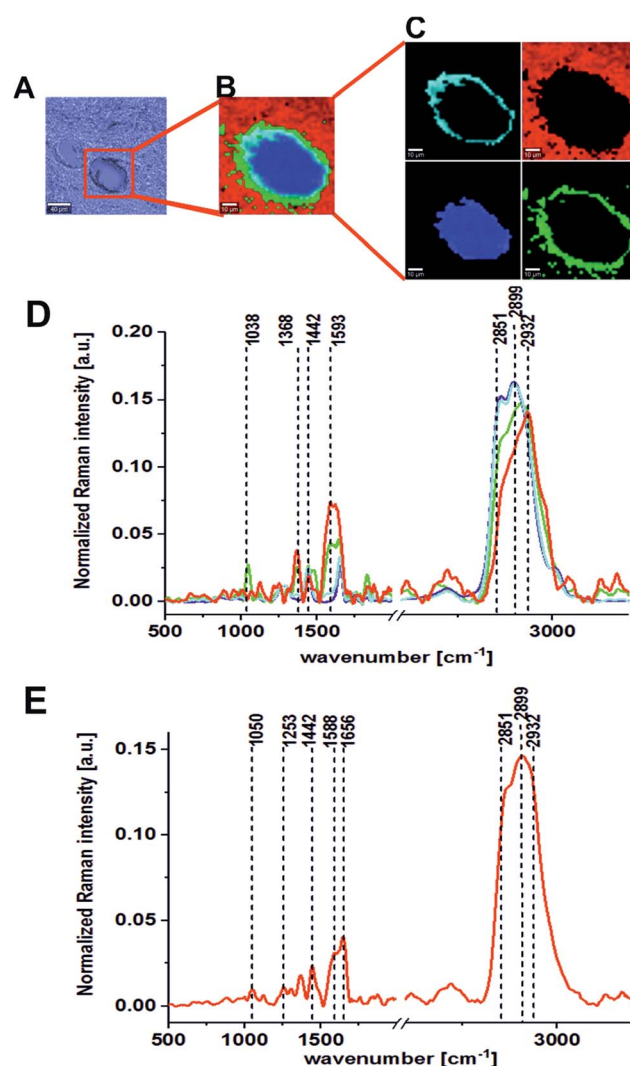 A
B
C
40 µm
10 µm
10 µm
10 µm
10 µm
10 µm
D
1038
1368
1442
1593
2851
2899
2932
Normalized Raman intensity [a.u.]
0.20
0.15
0.10
0.05
0.00
500
1000
1500
3000
wavenumber [cm⁻¹]
E
1050
1253
1442
1588
1656
2851
2899
2932
Normalized Raman intensity [a.u.]
0.15
0.10
0.05
0.00
500
1000
1500
3000
wavenumber [cm⁻¹]